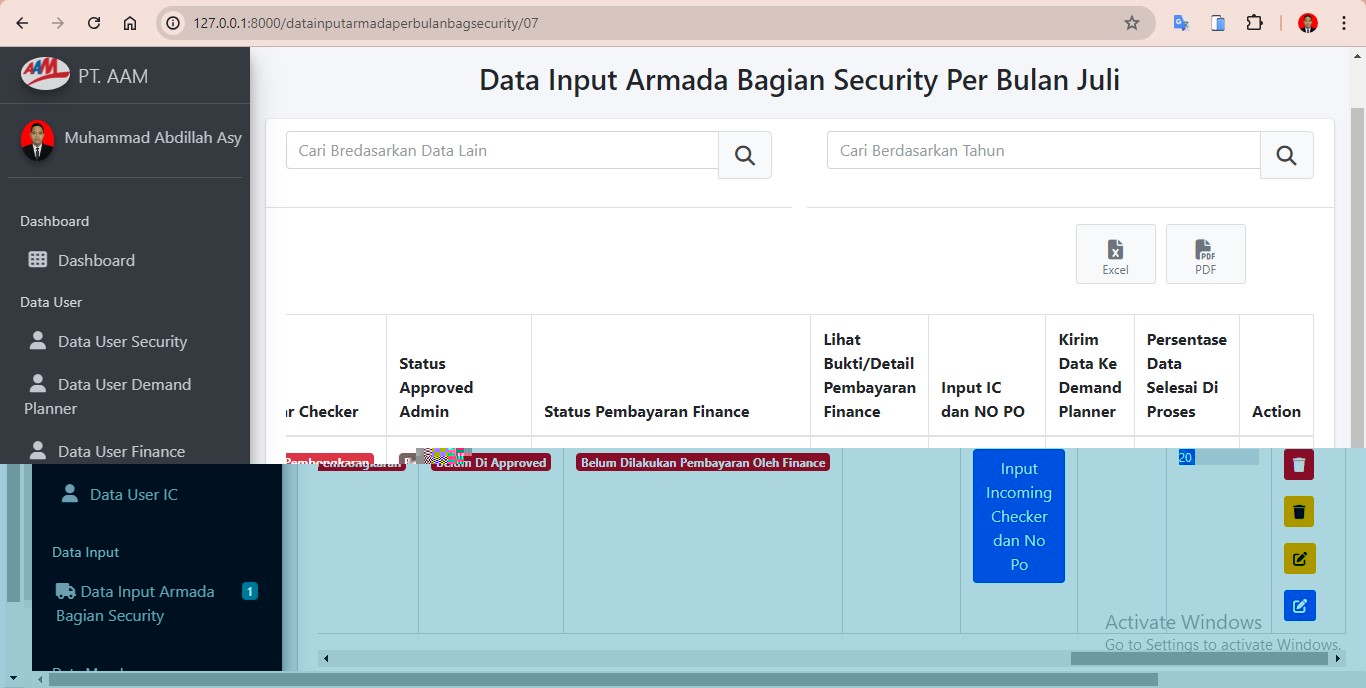 127.0.0.1:8000/datainputarmadaperbulanbagsecurity/07
AAM PT. AAM
Muhammad Abdillah Asy
Dashboard
Dashboard
Data User
Data User Security
Data User Demand
Planner
Data User Finance
Data User IC
Data Input
Data Input Armada
Bagian Security
1
Data Input Armada Bagian Security Per Bulan Juli
Cari Bredasarkan Data Lain
Cari Berdasarkan Tahun
Excel
PDF
PDF
Checker
Status
Approved
Admin
Status Pembayaran Finance
Lihat
Bukti/Detail
Pembayaran
Finance
Input IC
dan NO PO
Kirim
Data Ke
Demand
Planner
Persentase
Data
Selesai Di
Proses
Action
Di Approved
Belum Dilakukan Pembayaran Oleh Finance
Input
Incoming
Checker
dan No
Po
20
Activate Windows
Go to Settings to activate Windows.